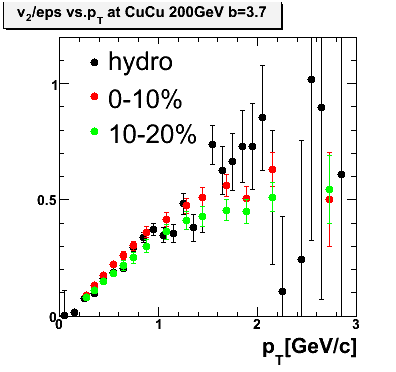 v2/eps vs.pT at CuCu 200GeV b=3.7
hydro
0-10%
10-20%
1
0.5
0
0 1 2 3
pT[GeV/c]